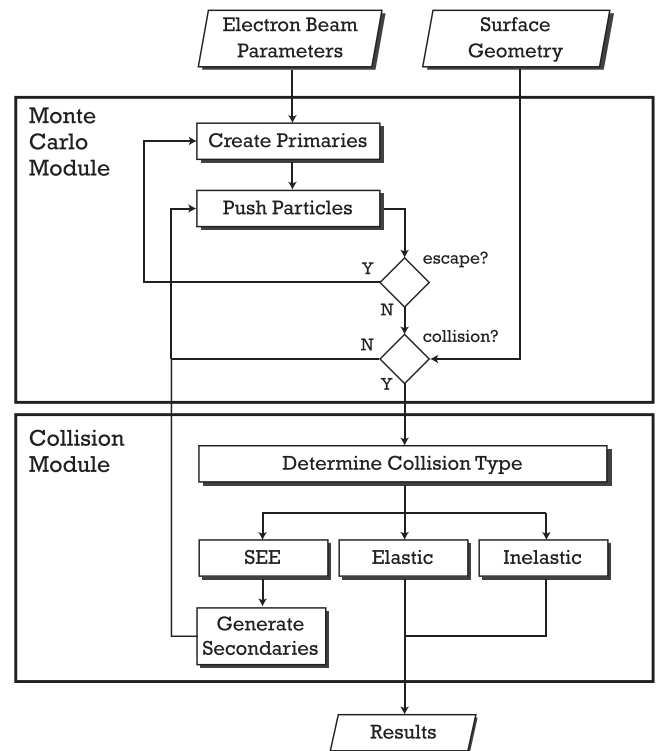 Electron Beam
Parameters
Surface
Geometry
Monte
Carlo
Module
Create Primaries
Push Particles
escape?
Y
N
collision?
N
Y
Collision
Module
Determine Collision Type
SEE
Elastic
Inelastic
Generate
Secondaries
Results